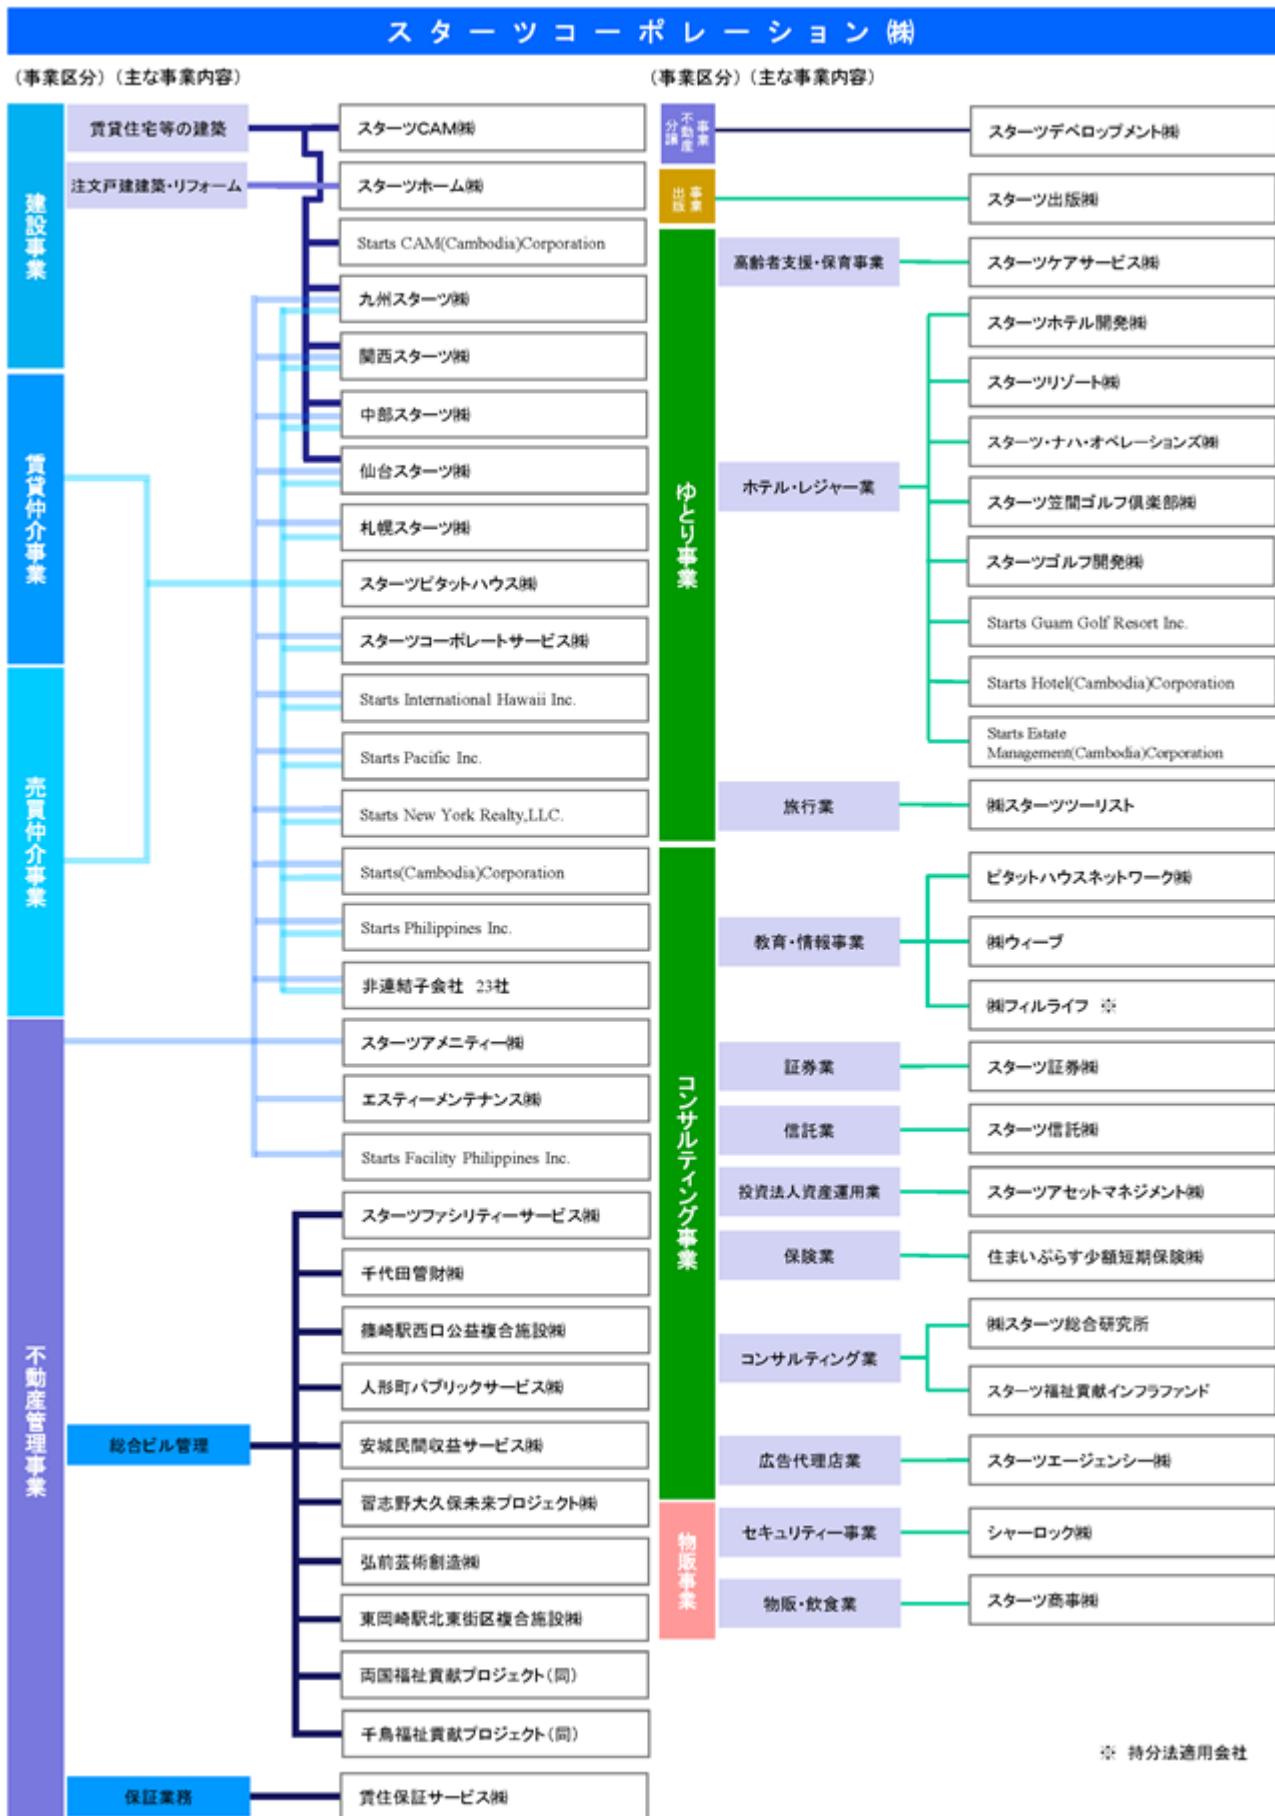 スターツコーポレーション㈱
(事業区分) (主な事業内容)
建設事業
賃貸住宅等の建築
注文戸建建築・リフォーム
スターツCAM㈱
スターツホーム㈱
Starts CAM(Cambodia)Corporation
九州スターツ㈱
関西スターツ㈱
中部スターツ㈱
仙台スターツ㈱
札幌スターツ㈱
賃貸仲介事業
スターツピタットハウス㈱
スターツコーポレートサービス㈱
売買仲介事業
Starts International Hawaii Inc.
Starts Pacific Inc.
Starts New York Realty,LLC.
Starts(Cambodia)Corporation
Starts Philippines Inc.
非連結子会社 23社
不動産管理事業
スターツアメニティー㈱
エスティーメンテナンス㈱
Starts Facility Philippines Inc.
総合ビル管理
スターツファシリティーサービス㈱
千代田管財㈱
篠崎駅西口公益複合施設㈱
人形町パブリックサービス㈱
安城民間収益サービス㈱
習志野大久保未来プロジェクト㈱
弘前芸術創造㈱
東岡崎駅北東街区複合施設㈱
両国福祉貢献プロジェクト(同)
千鳥福祉貢献プロジェクト(同)
保証業務
賃住保証サービス㈱
(事業区分) (主な事業内容)
不動産分譲事業
スターツデベロップメント㈱
出版事業
スターツ出版㈱
ゆとり事業
高齢者支援・保育事業
スターツケアサービス㈱
ホテル・レジャー業
スターツホテル開発㈱
スターツリゾート㈱
スターツ・ナハ・オペレーションズ㈱
スターツ笠間ゴルフ倶楽部㈱
スターツゴルフ開発㈱
Starts Guam Golf Resort Inc.
Starts Hotel(Cambodia)Corporation
Starts Estate
Management(Cambodia)Corporation
旅行業
㈱スターツツーリスト
コンサルティング事業
教育・情報事業
ピタットハウスネットワーク㈱
㈱ウィーブ
㈱フィルライフ ※
証券業
スターツ証券㈱
信託業
スターツ信託㈱
投資法人資産運用業
スターツアセットマネジメント㈱
保険業
住まいぷらす少額短期保険㈱
コンサルティング業
㈱スターツ総合研究所
スターツ福祉貢献インフラファンド
広告代理店業
スターツエージェンシー㈱
物販事業
セキュリティー事業
シャーロック㈱
物販・飲食業
スターツ商事㈱
※ 持分法適用会社